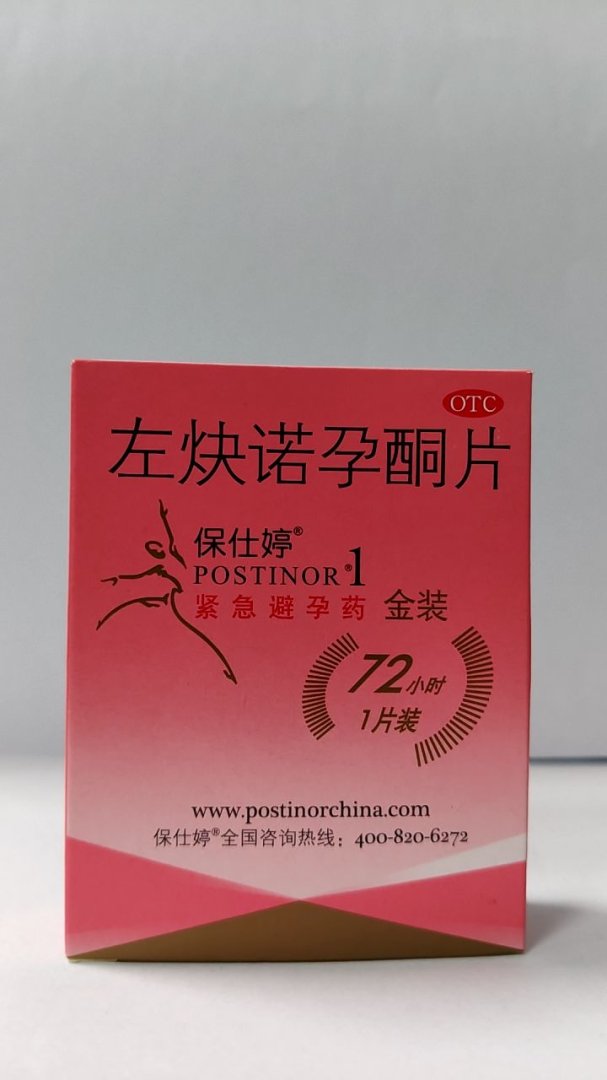 OTC
左炔诺孕酮片
保仕婷®
POSTINOR®1
紧急避孕药 金装
72小时
1片装
www.postinorchina.com
保仕婷®全国咨询热线：400-820-6272